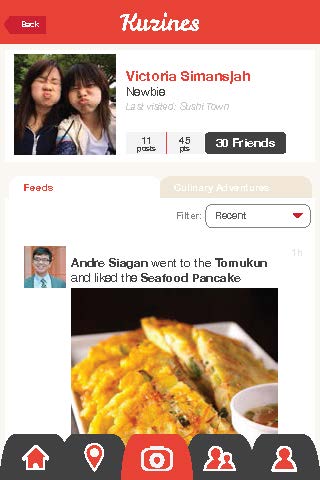 Back
Kuzines
Victoria Simansjah
Newbie
Last visited: Sushi Town
11 posts
45 pts
30 Friends
Feeds
Culinary Adventures
Filter: Recent
1h
Andre Siagan went to the Tomukun
and liked the Seafood Pancake